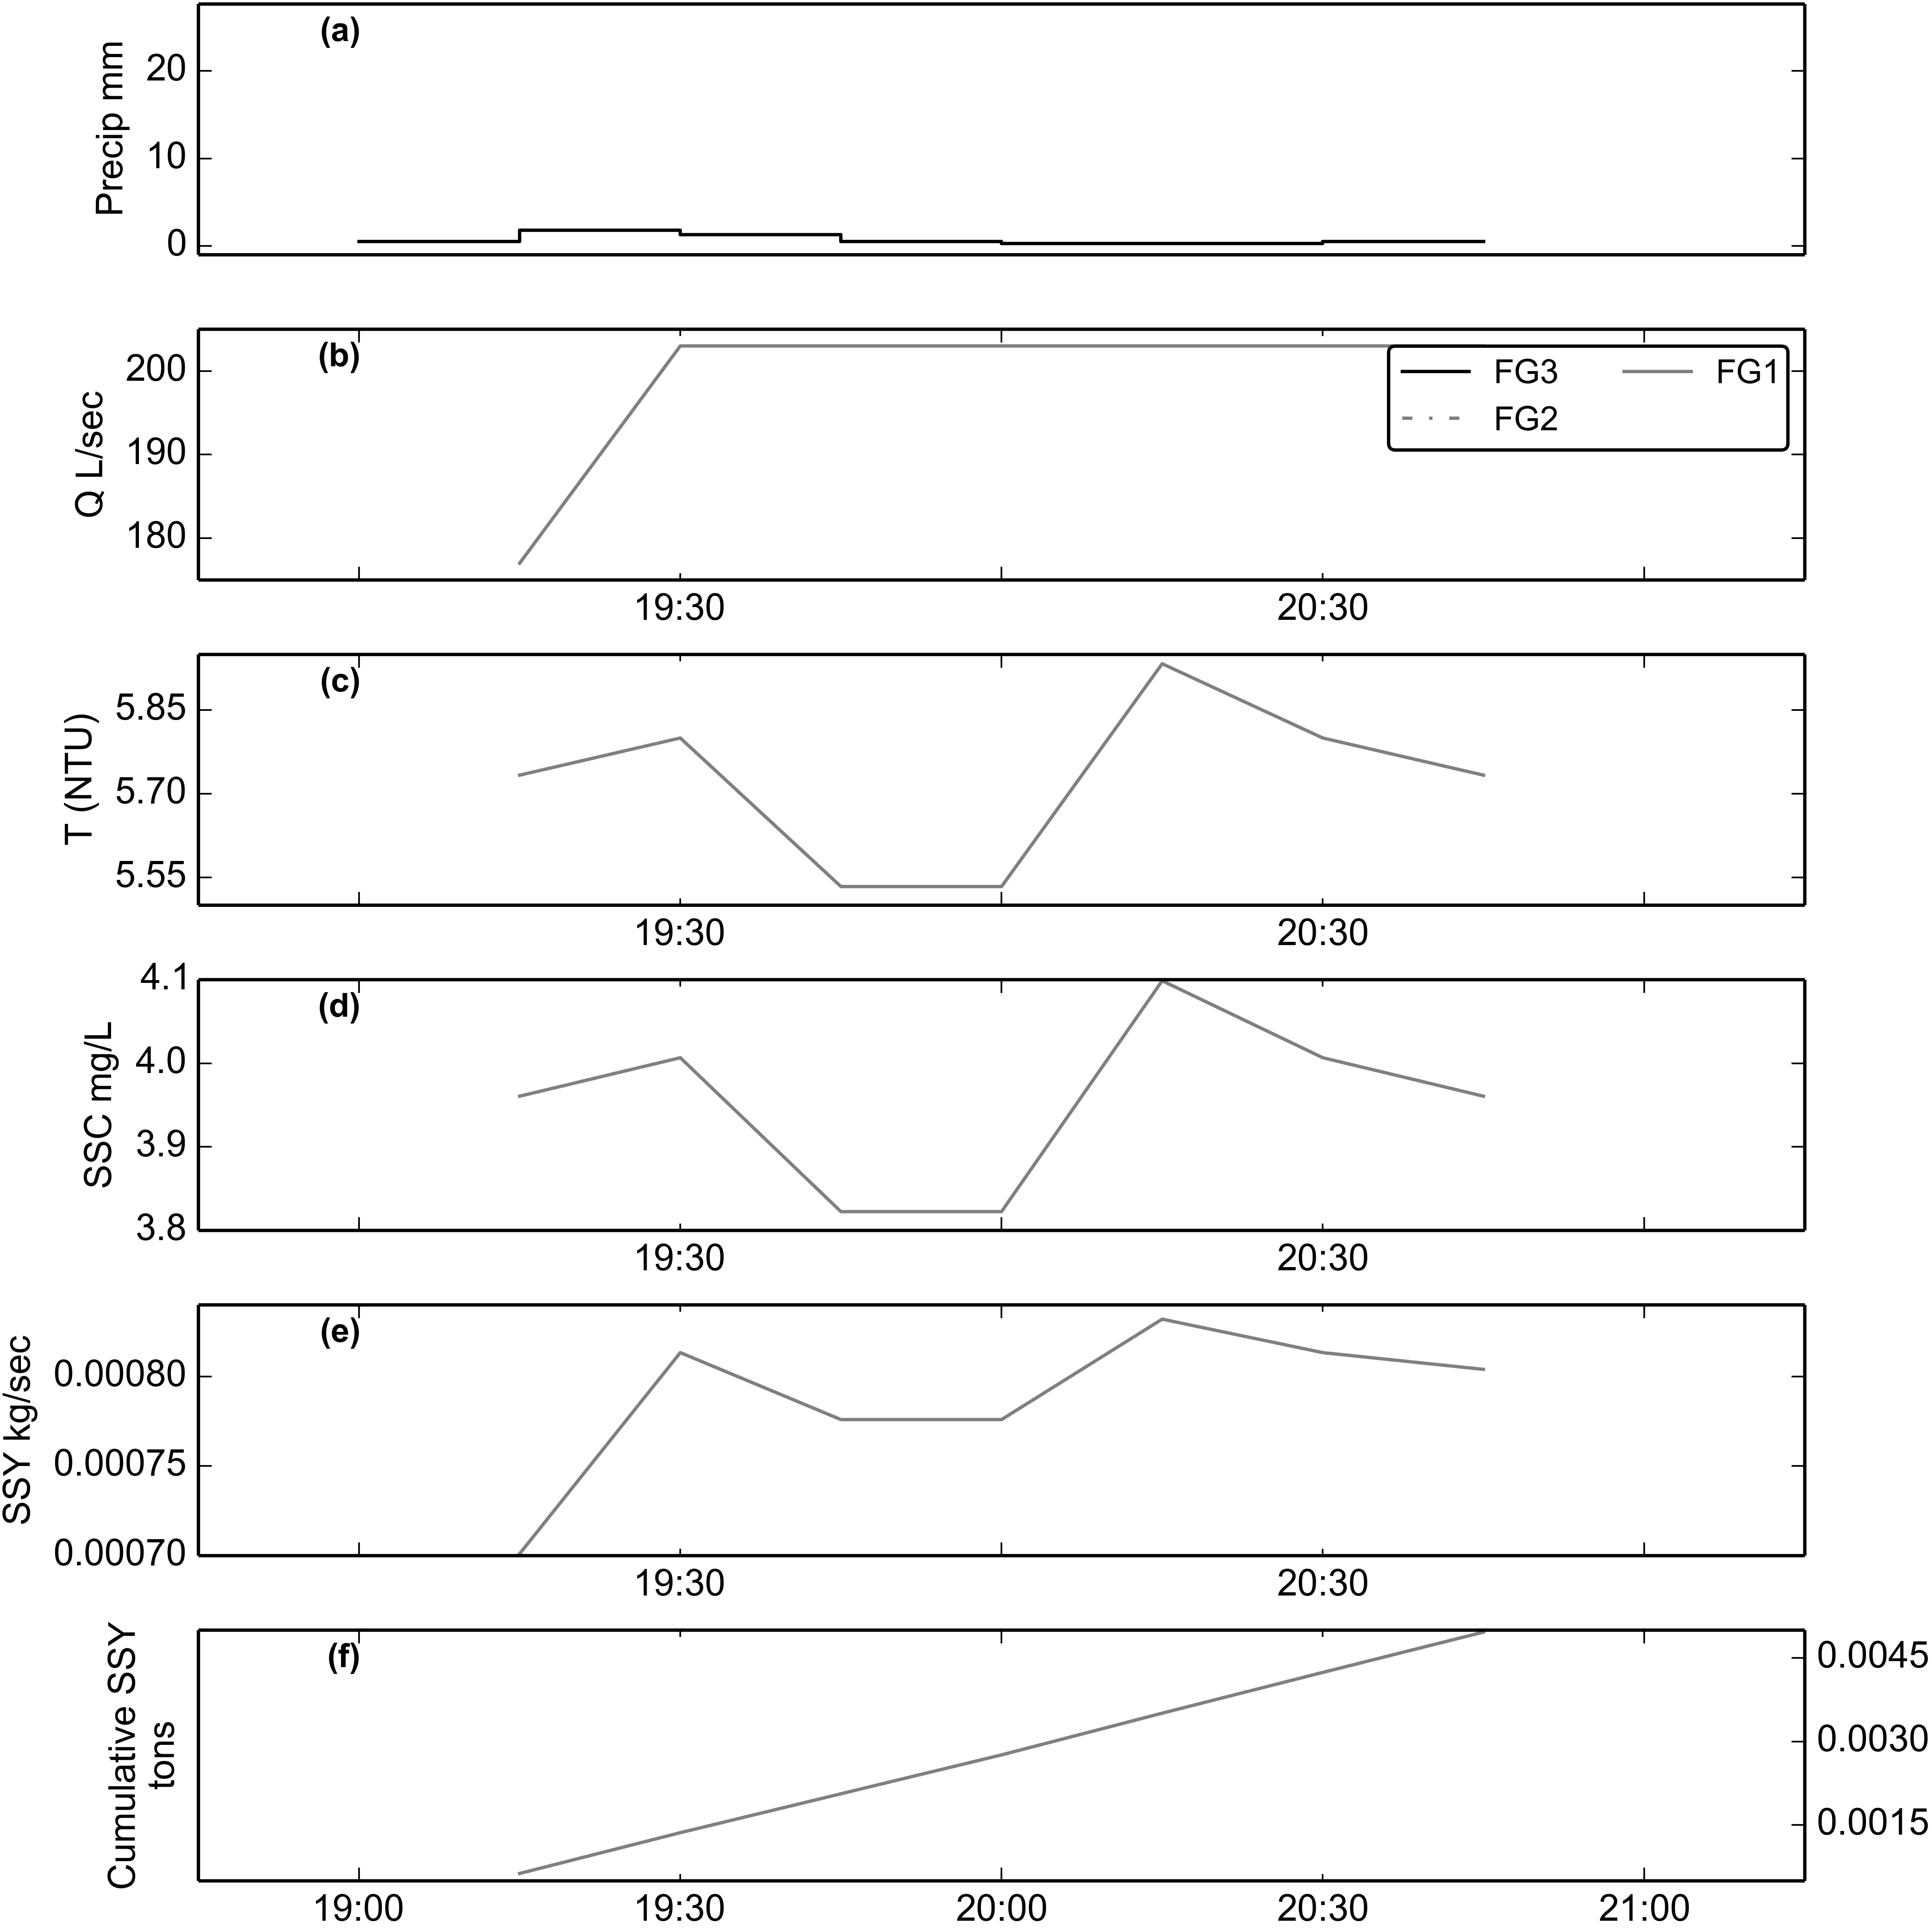 (a)
Precip mm
20
10
0
(b)
Q L/sec
200
190
180
FG3 FG1
FG2
19:30 20:30
(c)
T (NTU)
5.85
5.70
5.55
19:30 20:30
(d)
SSC mg/L
4.1
4.0
3.9
3.8
19:30 20:30
(e)
SSY kg/sec
0.00080
0.00075
0.00070
19:30 20:30
(f)
Cumulative SSY
tons
0.0045
0.0030
0.0015
19:00 19:30 20:00 20:30 21:00